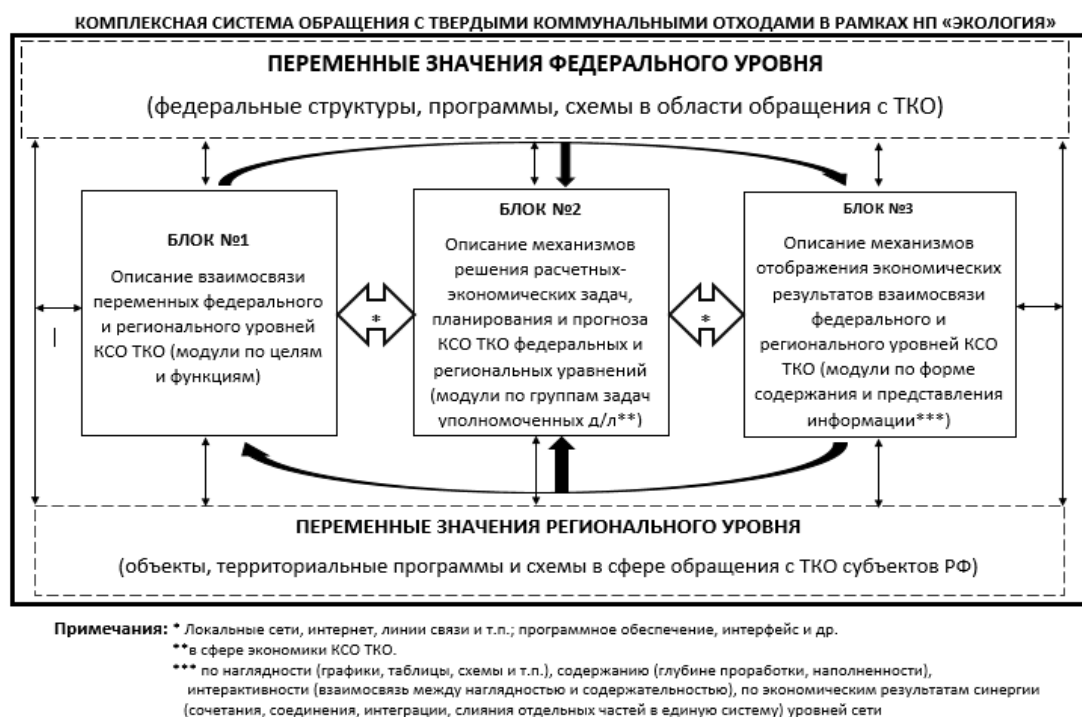 КОМПЛЕКСНАЯ СИСТЕМА ОБРАЩЕНИЯ С ТВЕРДЫМИ КОММУНАЛЬНЫМИ ОТХОДАМИ В РАМКАХ НП «ЭКОЛОГИЯ»
ПЕРЕМЕННЫЕ ЗНАЧЕНИЯ ФЕДЕРАЛЬНОГО УРОВНЯ
(федеральные структуры, программы, схемы в области обращения с ТКО)
БЛОК №1
Описание взаимосвязи
переменных федерального
и регионального уровней
КСО ТКО (модули по целям
и функциям)
*
БЛОК №2
Описание механизмов
решения расчетных-
экономических задач,
планирования и прогноза
КСО ТКО федеральных и
региональных уравнений
(модули по группам задач
уполномоченных д/л**)
*
БЛОК №3
Описание механизмов
отображения экономических
результатов взаимосвязи
федерального и
регионального уровней КСО
ТКО (модули по форме
содержания и представления
информации***)
ПЕРЕМЕННЫЕ ЗНАЧЕНИЯ РЕГИОНАЛЬНОГО УРОВНЯ
(объекты, территориальные программы и схемы в сфере обращения с ТКО субъектов РФ)
Примечания: * Локальные сети, интернет, линии связи и т.п.; программное обеспечение, интерфейс и др.
**в сфере экономики КСО ТКО.
*** по наглядности (графики, таблицы, схемы и т.п.), содержанию (глубине проработки, наполненности),
интерактивности (взаимосвязь между наглядностью и содержательностью), по экономическим результатам синергии
(сочетания, соединения, интеграции, слияния отдельных частей в единую систему) уровней сети